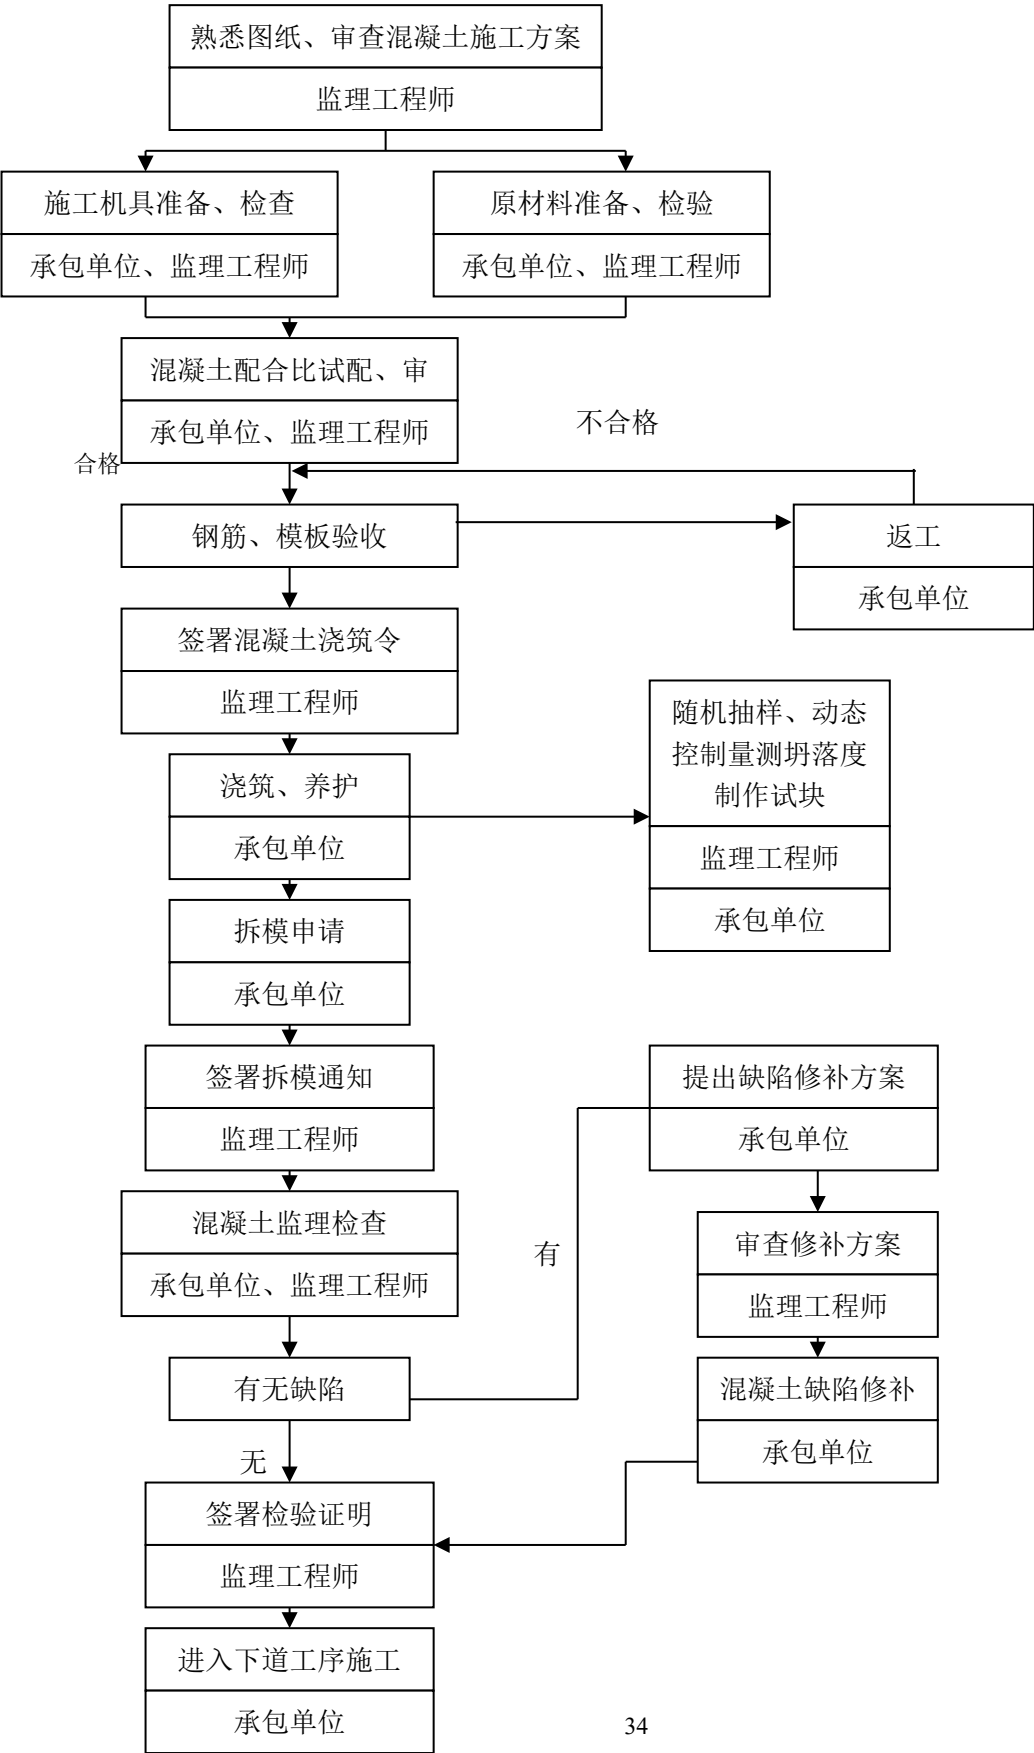 熟悉图纸、审查混凝土施工方案
监理工程师
施工机具准备、检查
承包单位、监理工程师
原材料准备、检验
承包单位、监理工程师
混凝土配合比试配、审
承包单位、监理工程师
不合格
合格
钢筋、模板验收
返工
承包单位
签署混凝土浇筑令
监理工程师
随机抽样、动态
控制量测坍落度
制作试块
监理工程师
承包单位
浇筑、养护
承包单位
拆模申请
承包单位
签署拆模通知
监理工程师
提出缺陷修补方案
承包单位
混凝土监理检查
承包单位、监理工程师
有
审查修补方案
监理工程师
有无缺陷
混凝土缺陷修补
承包单位
无
签署检验证明
监理工程师
进入下道工序施工
承包单位
34